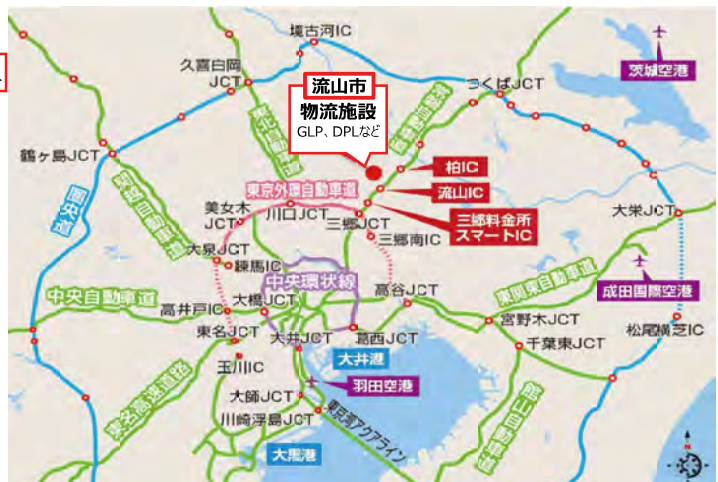 境古河IC
久喜白岡
JCT
つくばJCT
茨城空港
流山市
物流施設
GLP、DPLなど
常磐自動車道
東北自動車道
鶴ヶ島JCT
圏央道
関越自動車道
東京外環自動車道
柏IC
流山IC
三郷料金所
スマートIC
美女木
JCT
川口JCT
三郷JCT
三郷南IC
大栄JCT
大泉JCT
練馬IC
中央環状線
東関東自動車道
成田国際空港
中央自動車道
高井戸IC
大橋JCT
高谷JCT
宮野木JCT
松尾横芝IC
東名JCT
大井JCT
葛西JCT
千葉東JCT
玉川IC
大井港
羽田空港
東名高速道路
大師JCT
川崎浮島JCT
東京湾アクアライン
館山自動車道
大黒港